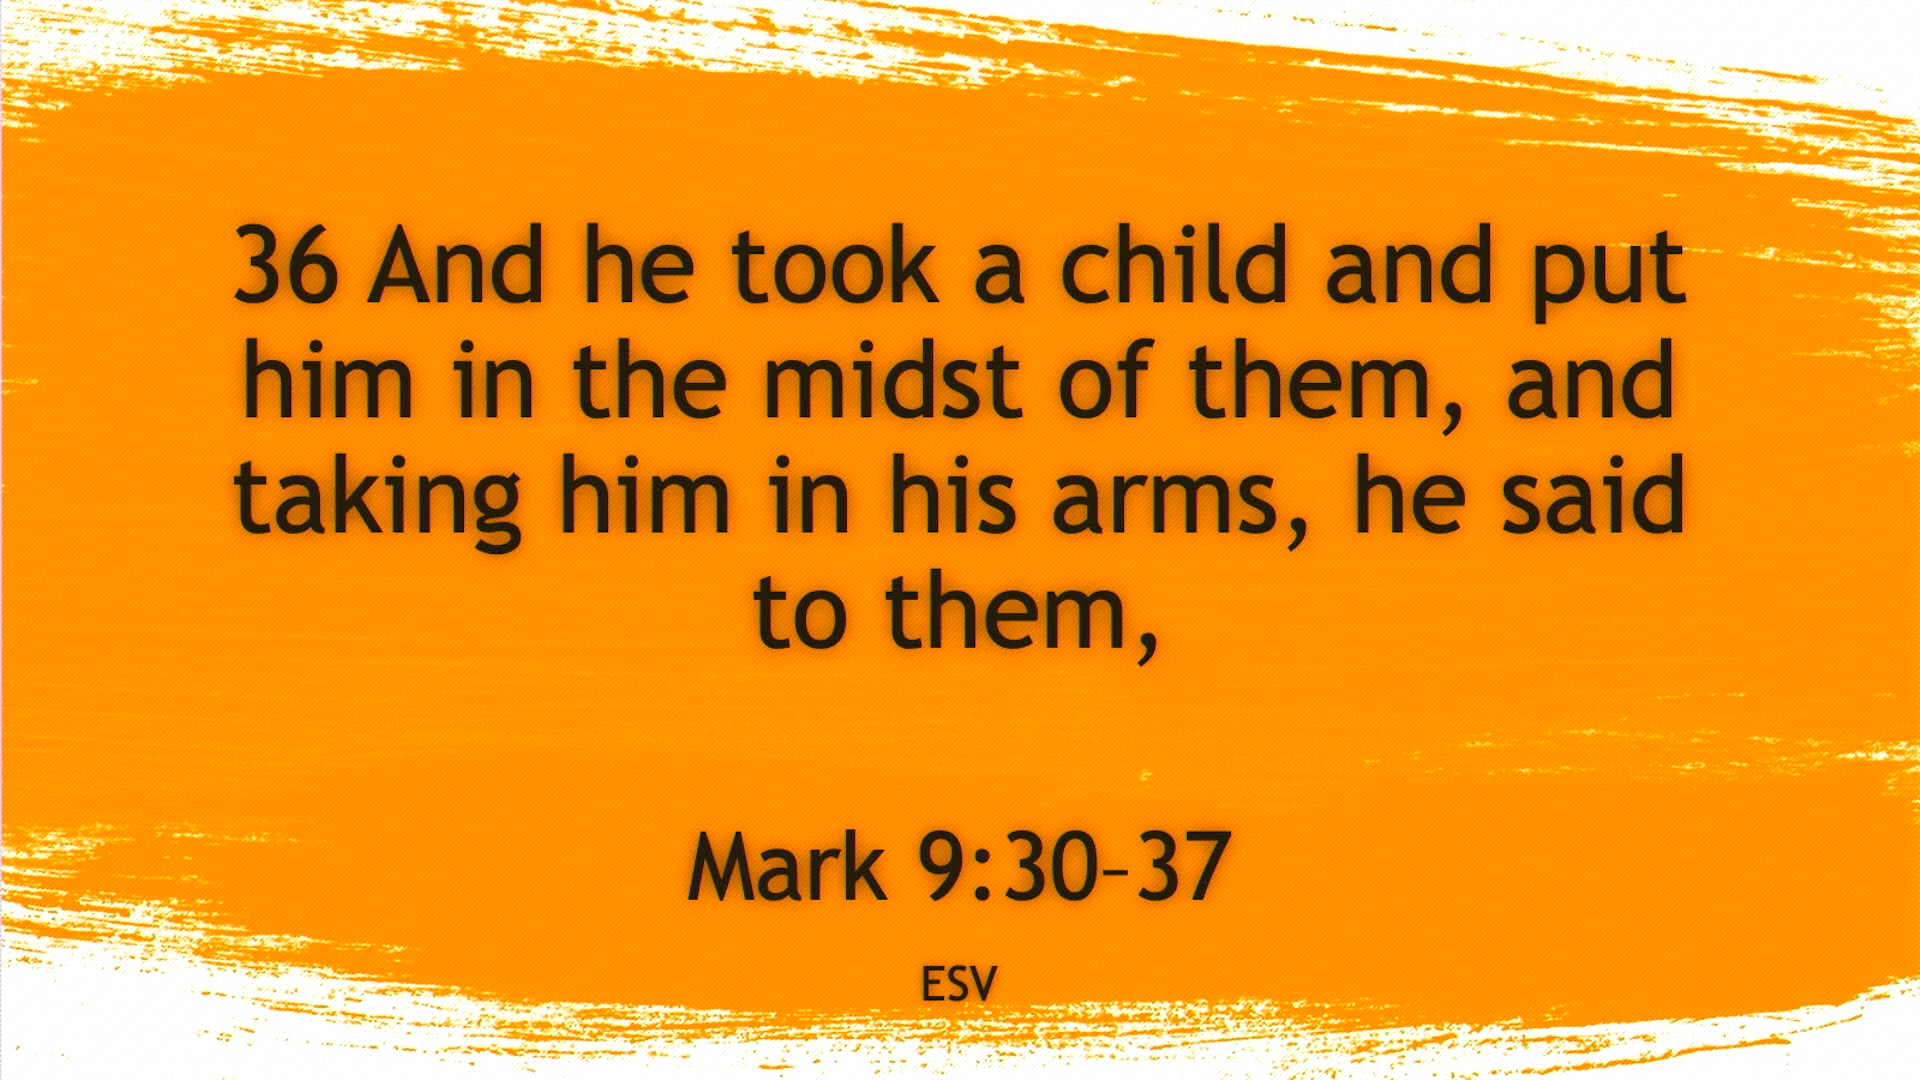 36 And he took a child and put
him in the midst of them, and
taking him in his arms, he said
to them,
Mark 9:30–37
ESV